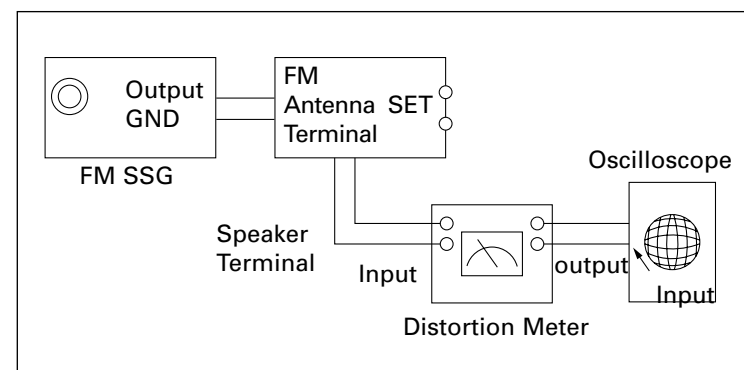 Output
GND
FM SSG
FM
Antenna SET
Terminal
Speaker
Terminal
Input
Distortion Meter
output
Oscilloscope
Input